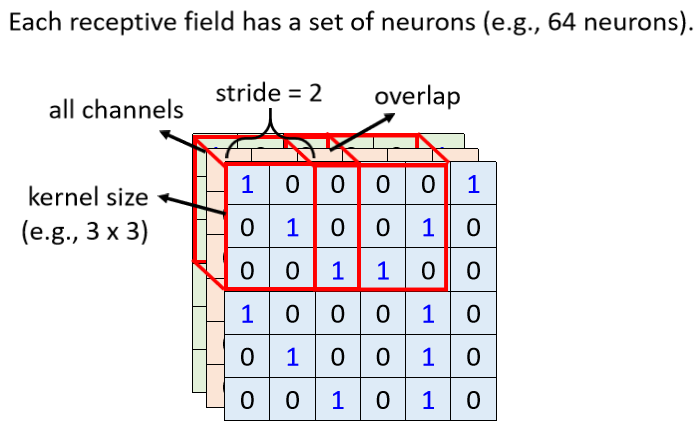 Each receptive field has a set of neurons (e.g., 64 neurons).
stride = 2
all channels
overlap
kernel size
(e.g., 3 x 3)
1 0 0 0 0 1
0 1 0 0 1 0
0 0 1 1 0 0
1 0 0 0 1 0
0 1 0 0 1 0
0 0 1 0 1 0